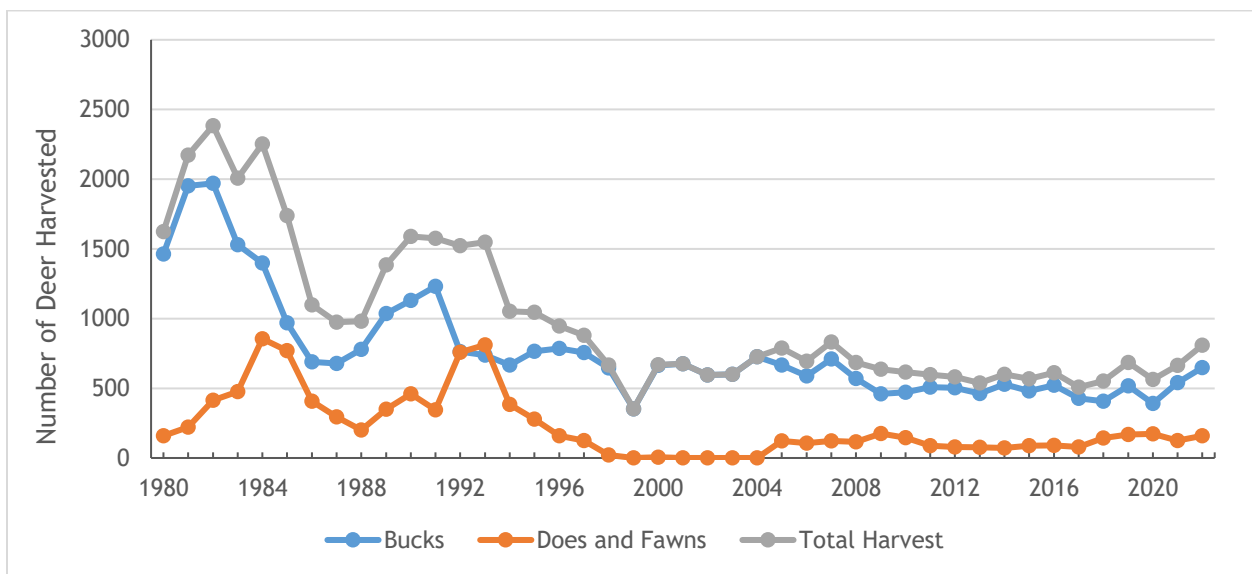 3000
2500
2000
1500
1000
500
0
Number of Deer Harvested
1980 1984 1988 1992 1996 2000 2004 2008 2012 2016 2020
Bucks Does and Fawns Total Harvest